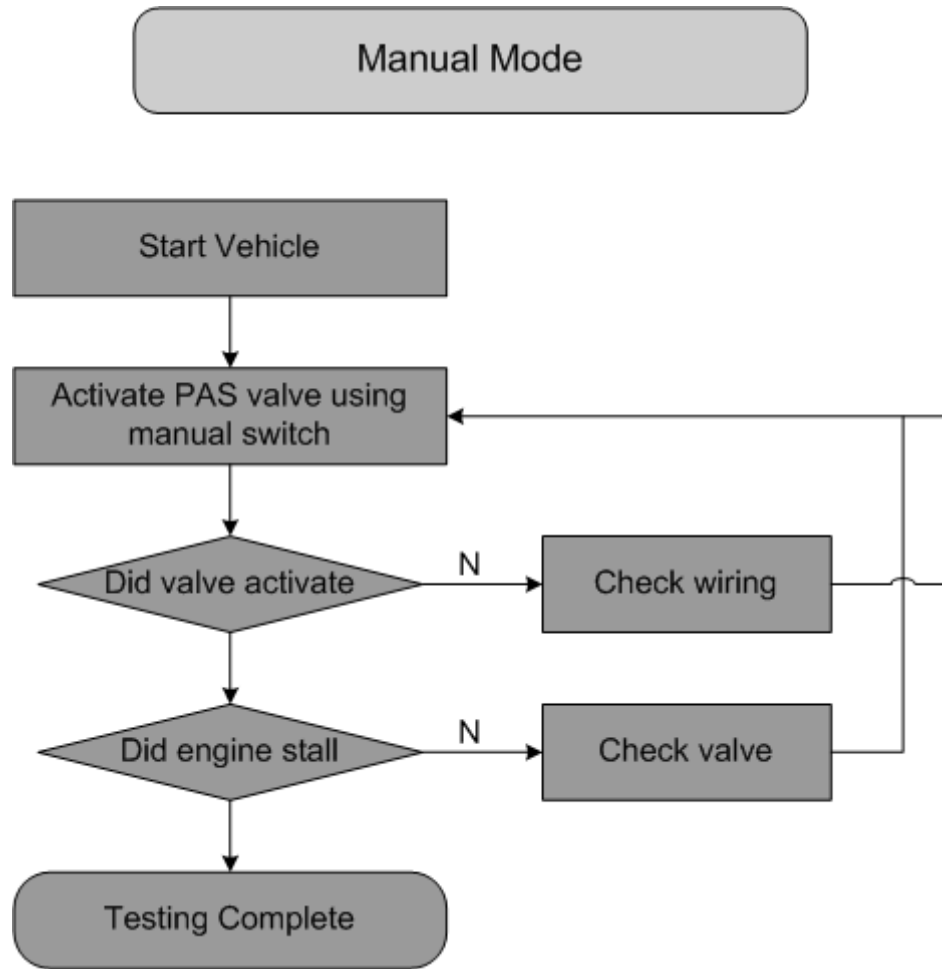 Manual Mode
Start Vehicle
Activate PAS valve using
manual switch
Did valve activate
N
Check wiring
Did engine stall
N
Check valve
Testing Complete